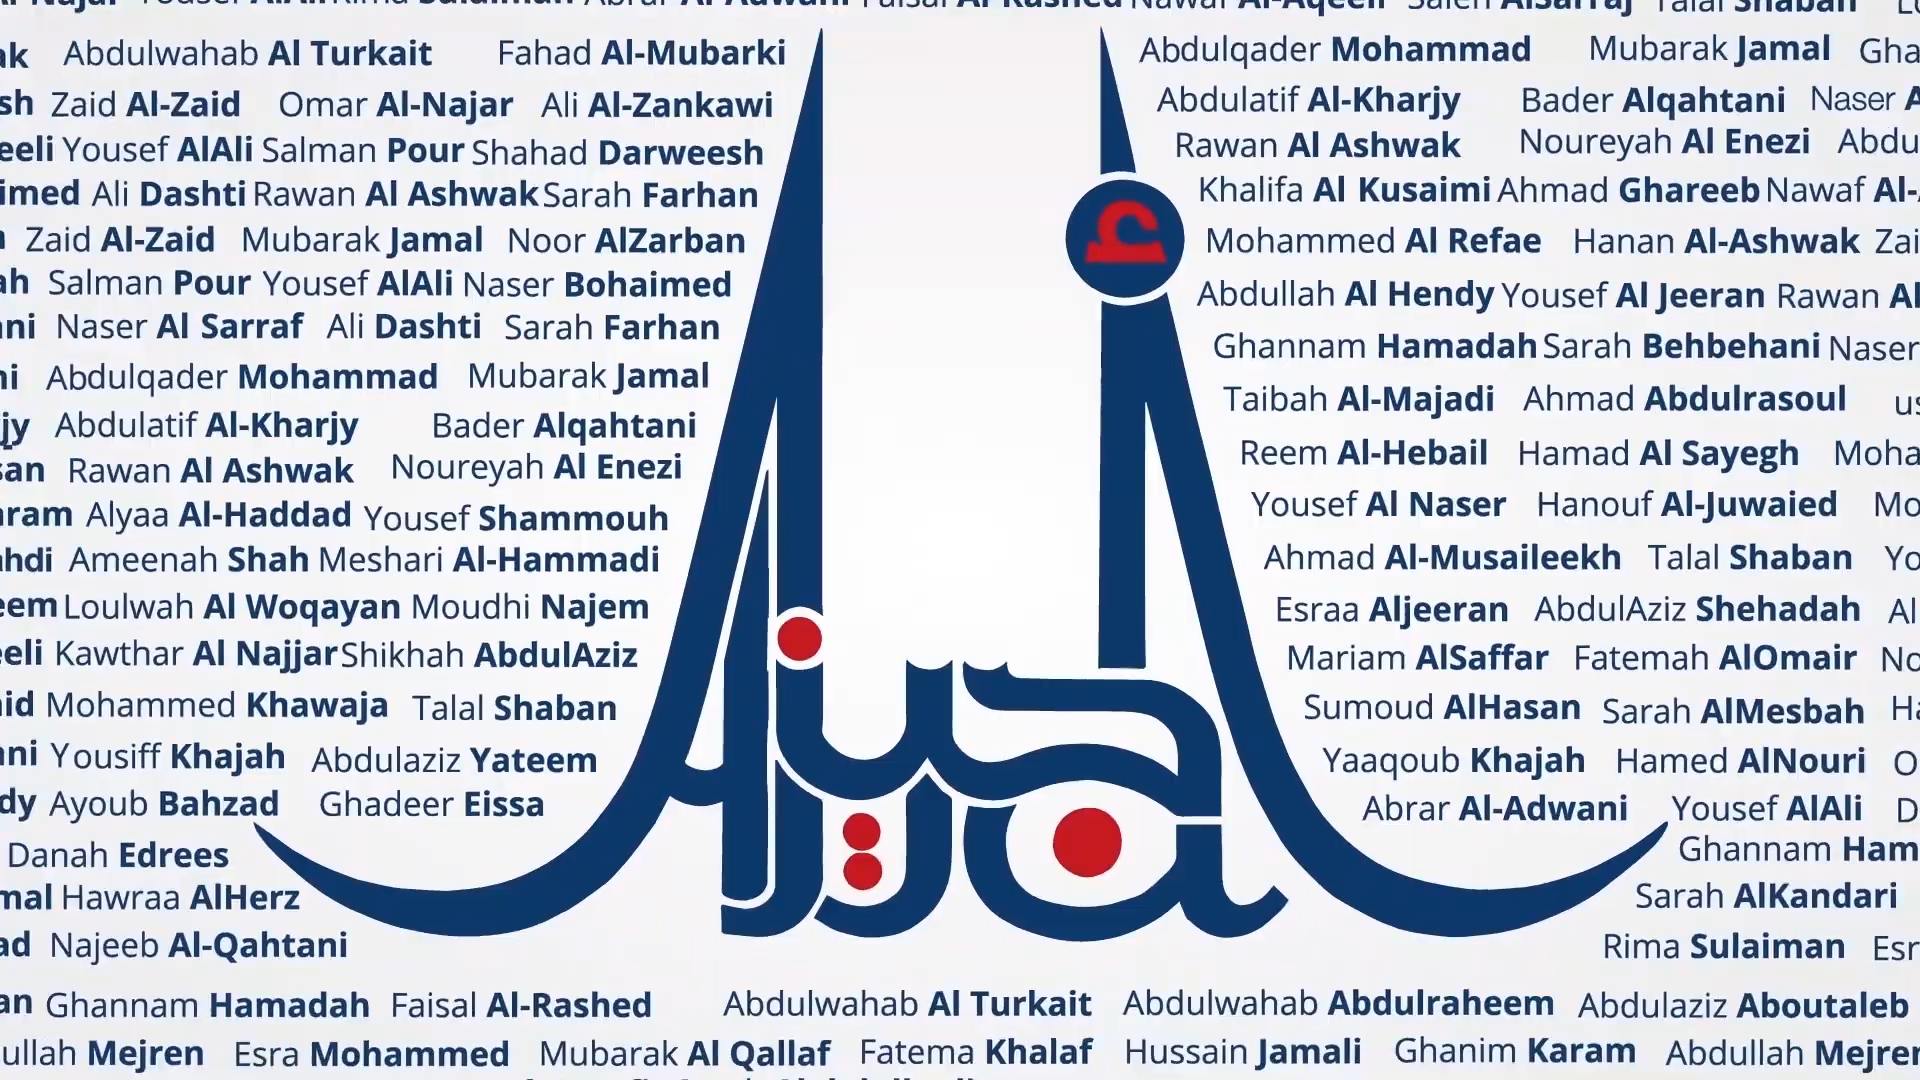 Abdulwahab Al Turkait Fahad Al-Mubarki Abdulqader Mohammad Mubarak Jamal
Zaid Al-Zaid Omar Al-Najar Ali Al-Zankawi Abdulatif Al-Kharjy Bader Alqahtani Naser
Yousef AlAli Salman Pour Shahad Darweesh Rawan Al Ashwak Noureyah Al Enezi
Ali Dashti Rawan Al Ashwak Sarah Farhan Khalifa Al Kusaimi Ahmad Ghareeb Nawaf
Zaid Al-Zaid Mubarak Jamal Noor AlZarban Mohammed Al Refae Hanan Al-Ashwak
Salman Pour Yousef AlAli Naser Bohaimed Abdullah Al Hendy Yousef Al Jeeran Rawan
Naser Al Sarraf Ali Dashti Sarah Farhan Ghannam Hamadah Sarah Behbehani Naser
Abdulqader Mohammad Mubarak Jamal Taibah Al-Majadi Ahmad Abdulrasoul
Abdulatif Al-Kharjy Bader Alqahtani Reem Al-Hebail Hamad Al Sayegh
Rawan Al Ashwak Noureyah Al Enezi Yousef Al Naser Hanouf Al-Juwaied
Alyaa Al-Haddad Yousef Shammouh Ahmad Al-Musaileekh Talal Shaban
Ameenah Shah Meshari Al-Hammadi Esraa Aljeeran AbdulAziz Shehadah
Loulwah Al Woqayan Moudhi Najem Mariam AlSaffar Fatemah AlOmair
Kawthar Al Najjar Shikhah AbdulAziz Sumoud AlHasan Sarah AlMesbah
Mohammed Khawaja Talal Shaban Yaaqoub Khajah Hamed AlNouri
Yousiff Khajah Abdulaziz Yateem Abrar Al-Adwani Yousef AlAli
Ayoub Bahzad Ghadeer Eissa Ghannam
Danah Edrees Sarah AlKandari
Hawraa AlHerz Rima Sulaiman
Najeeb Al-Qahtani
Ghannam Hamadah Faisal Al-Rashed Abdulwahab Al Turkait Abdulwahab Abdulraheem Abdulaziz Aboutaleb
Mejren Esra Mohammed Mubarak Al Qallaf Fatema Khalaf Hussain Jamali Ghanim Karam Abdullah Mejren